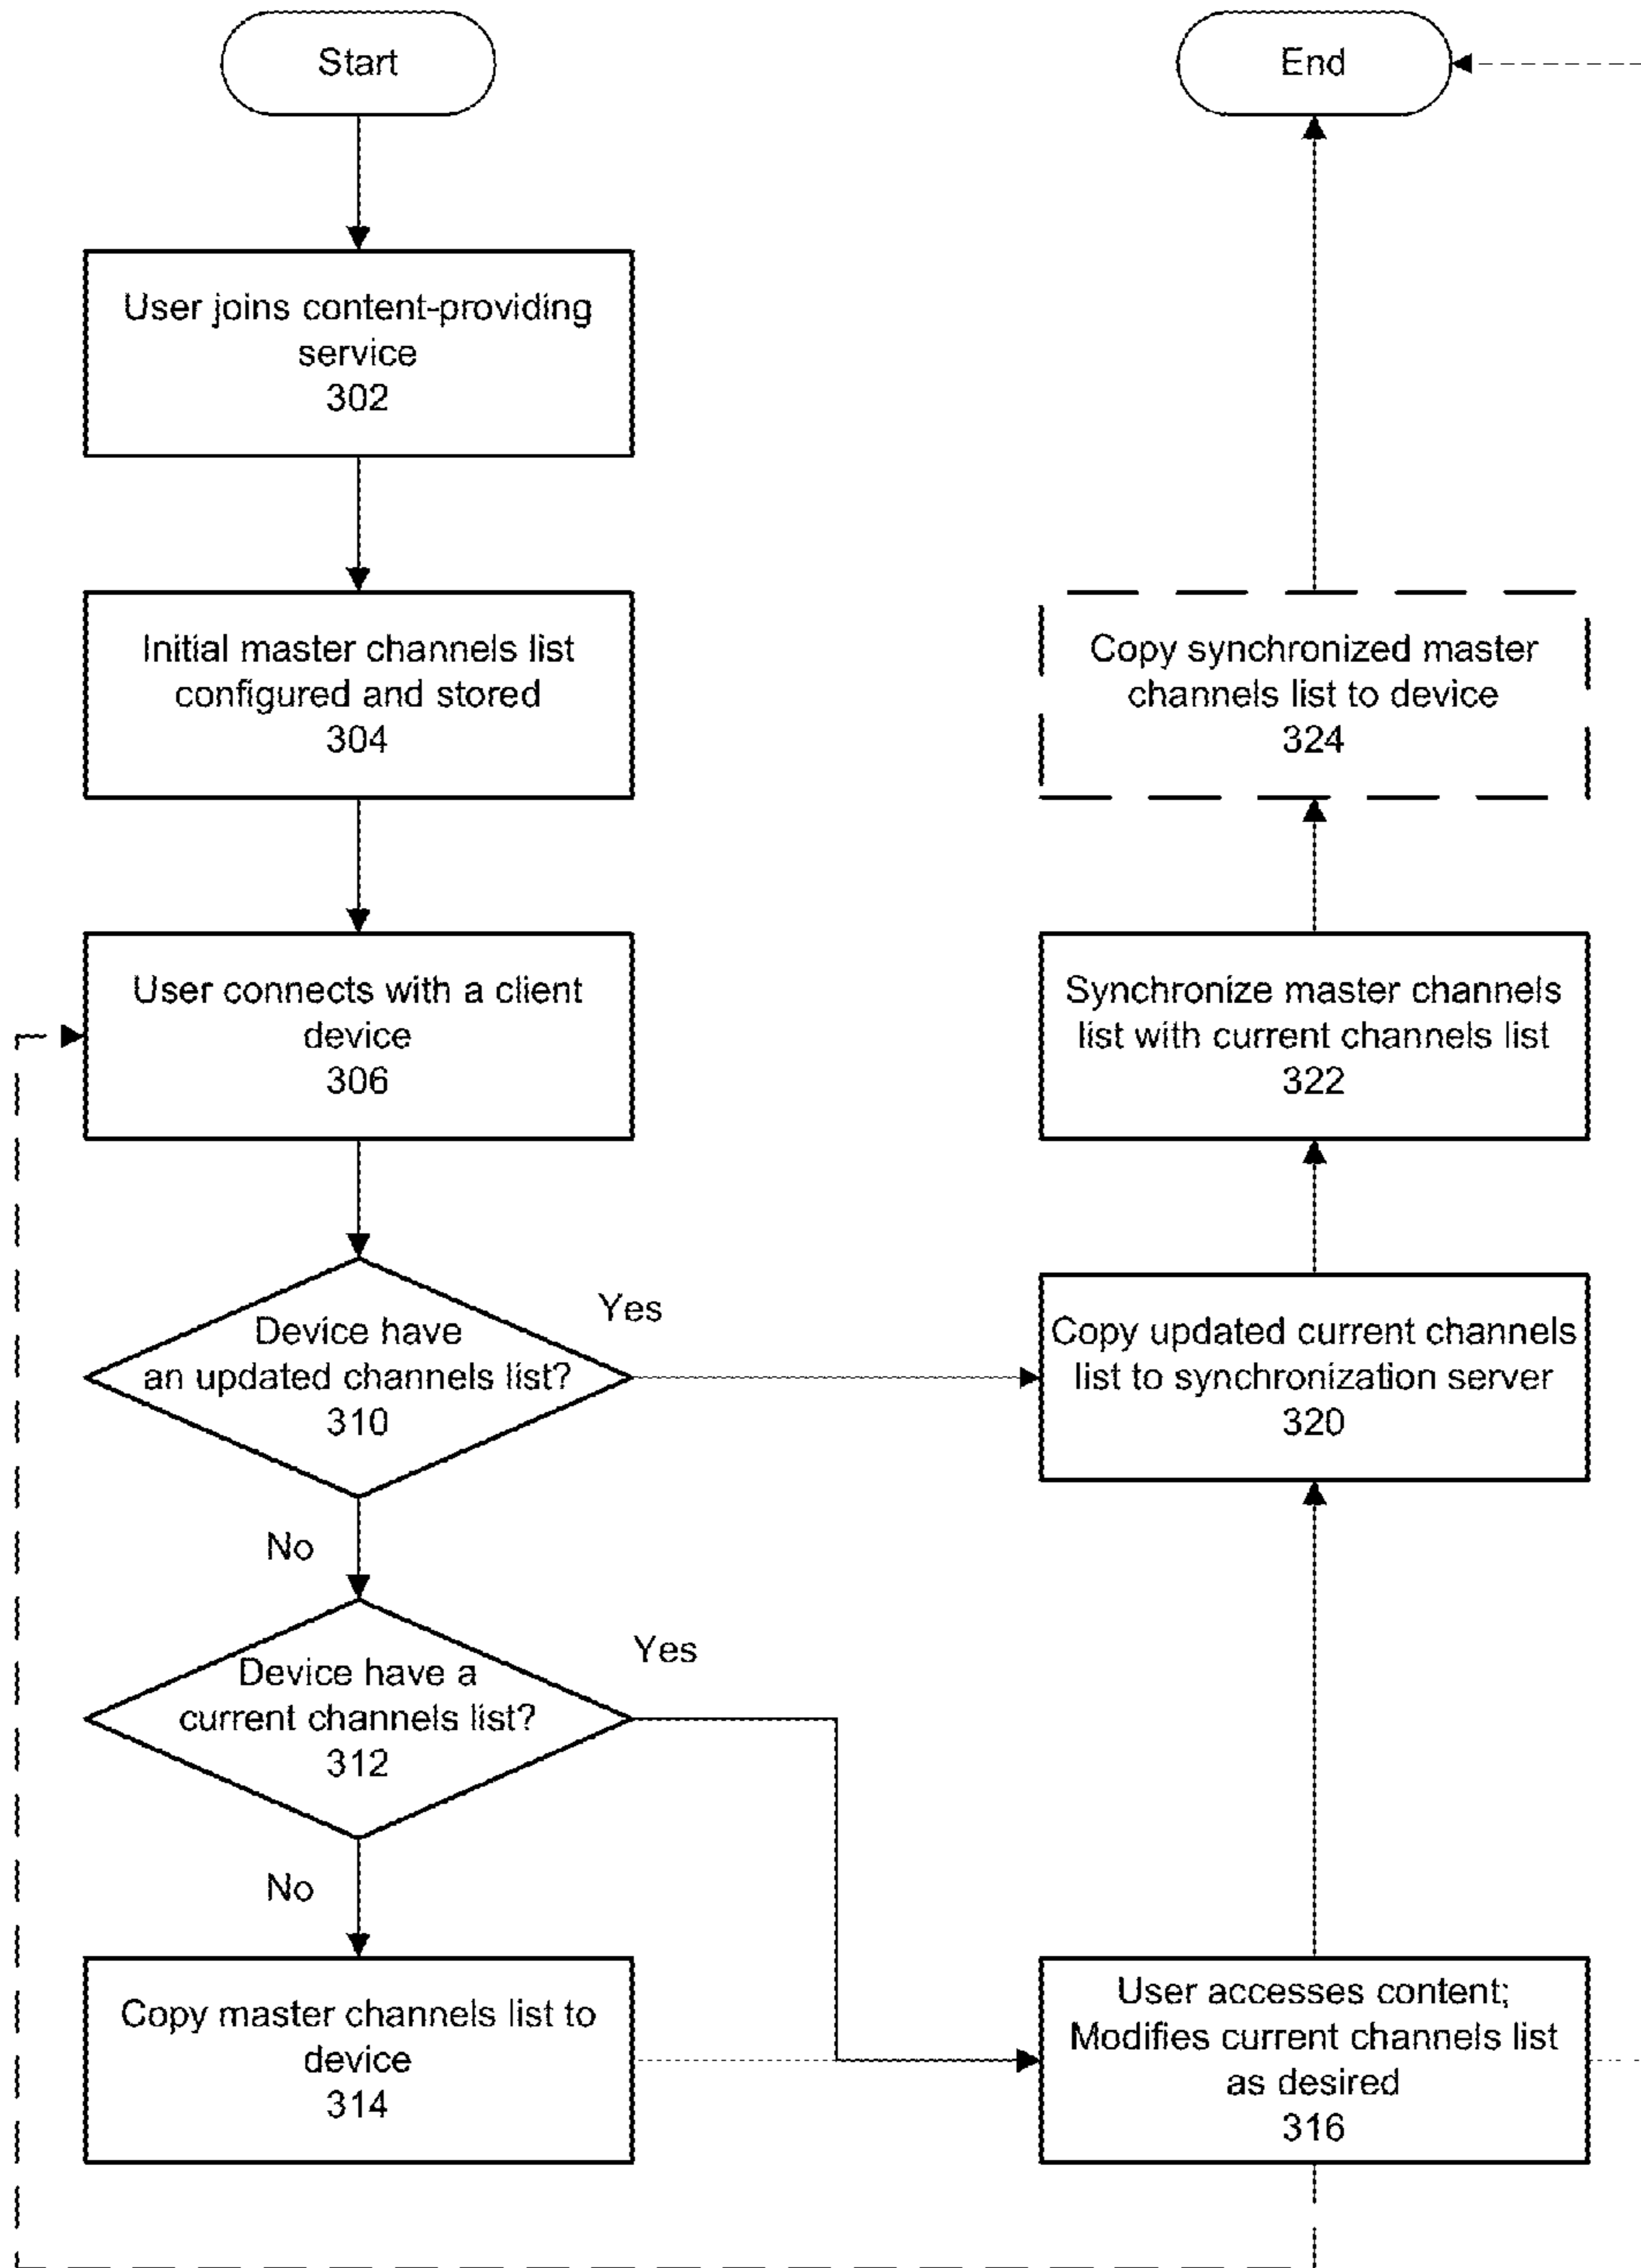 Start
User joins content-providing
service
302
Initial master channels list
configured and stored
304
User connects with a client
device
306
Device have
an updated channels list?
310
Yes
No
Device have a
current channels list?
312
Yes
No
Copy master channels list to
device
314
End
Copy synchronized master
channels list to device
324
Synchronize master channels
list with current channels list
322
Copy updated current channels
list to synchronization server
320
User accesses content;
Modifies current channels list
as desired
316